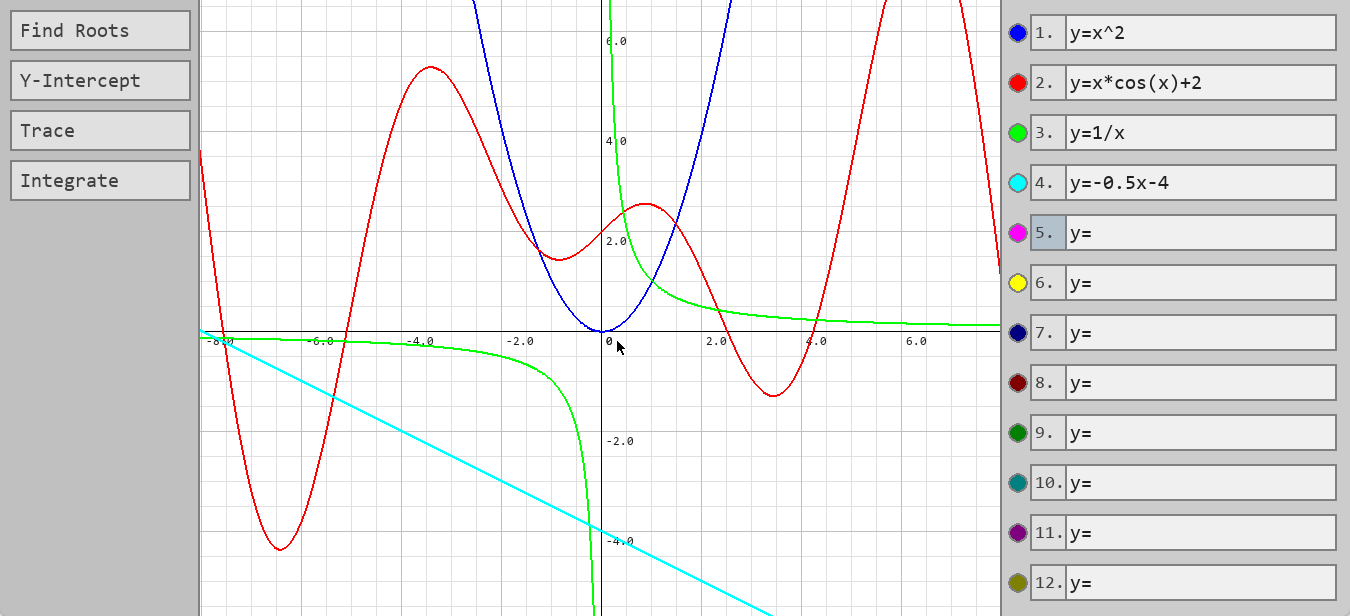 Find Roots
Y-Intercept
Trace
Integrate
6.0
4.0
2.0
-8.0 -6.0 -4.0 -2.0 0 2.0 4.0 6.0
-2.0
-4.0
1. y=x^2
2. y=x*cos(x)+2
3. y=1/x
4. y=-0.5x-4
5. y=
6. y=
7. y=
8. y=
9. y=
10. y=
11. y=
12. y=